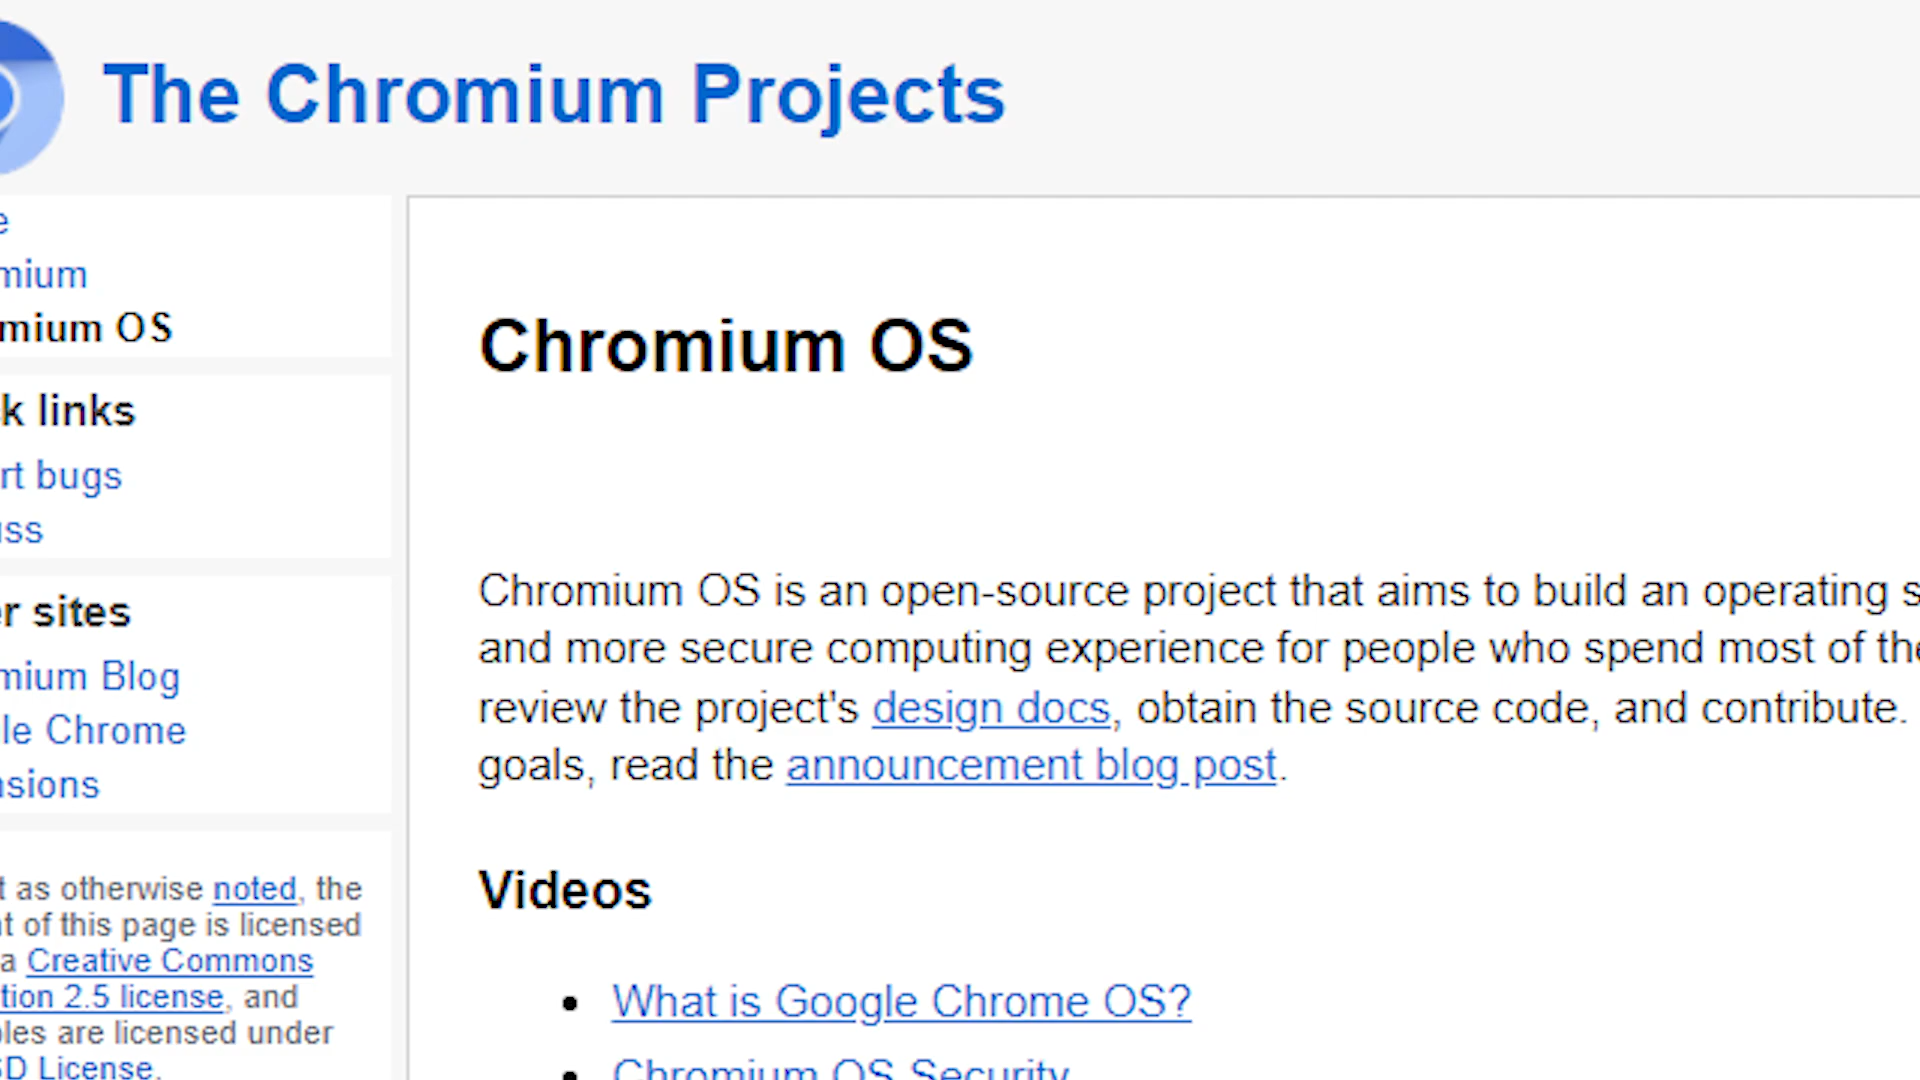 The Chromium Projects
e
mium
mium OS
k links
rt bugs
uss
r sites
mium Blog
le Chrome
nsions
t as otherwise noted, the
nt of this page is licensed
a Creative Commons
tion 2.5 license, and
ples are licensed under
SD License.
Chromium OS
Chromium OS is an open-source project that aims to build an operating s
and more secure computing experience for people who spend most of the
review the project's design docs, obtain the source code, and contribute.
goals, read the announcement blog post.
Videos
• What is Google Chrome OS?
• Chromium OS Security